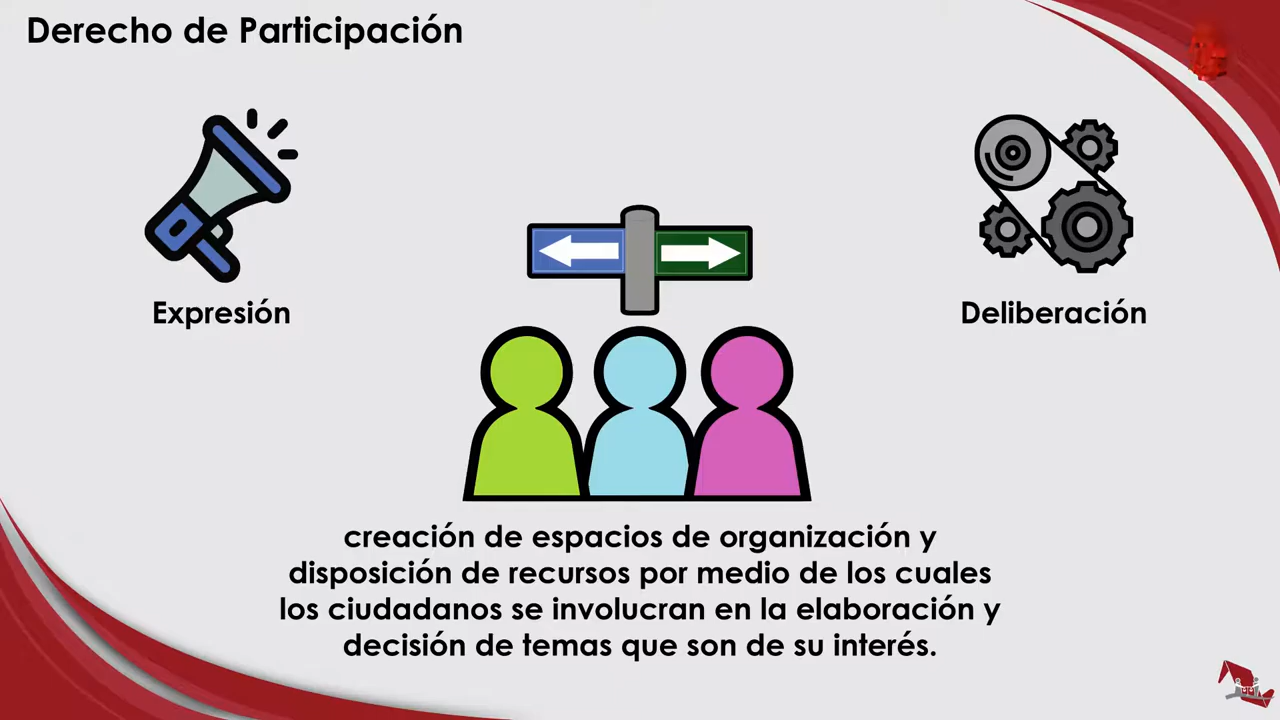 Derecho de Participación
Expresión
Deliberación
creación de espacios de organización y
disposición de recursos por medio de los cuales
los ciudadanos se involucran en la elaboración y
decisión de temas que son de su interés.